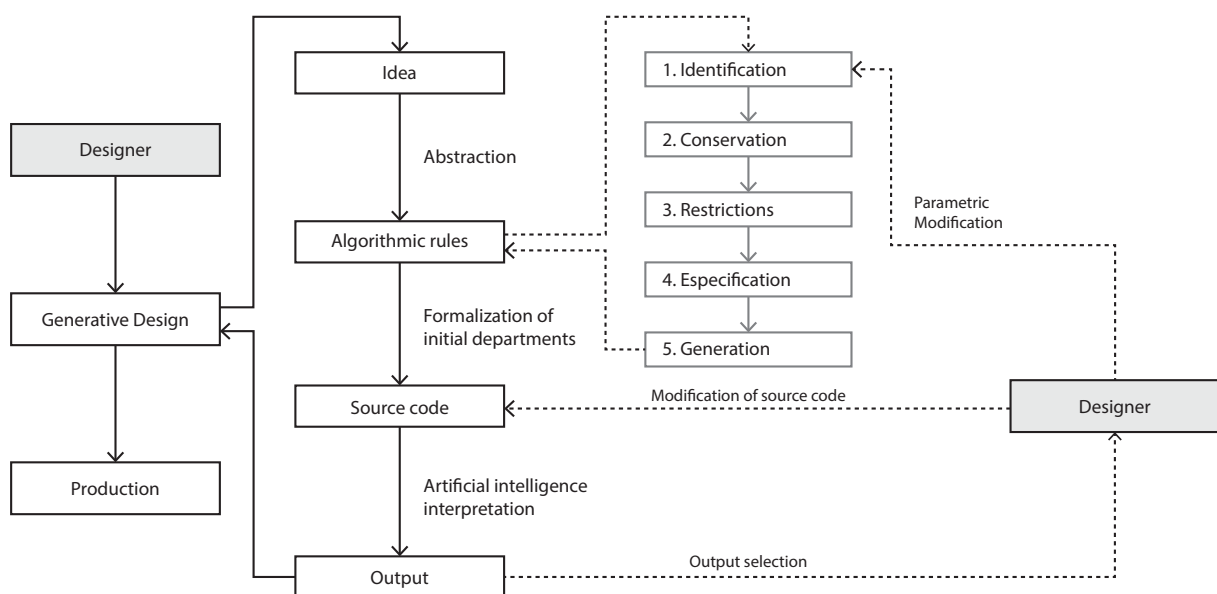 Designer
Generative Design
Production
Idea
Abstraction
Algorithmic rules
Formalization of
initial departments
Source code
Artificial intelligence
interpretation
Output
1. Identification
2. Conservation
3. Restrictions
4. Especification
5. Generation
Parametric
Modification
Modification of source code
Designer
Output selection